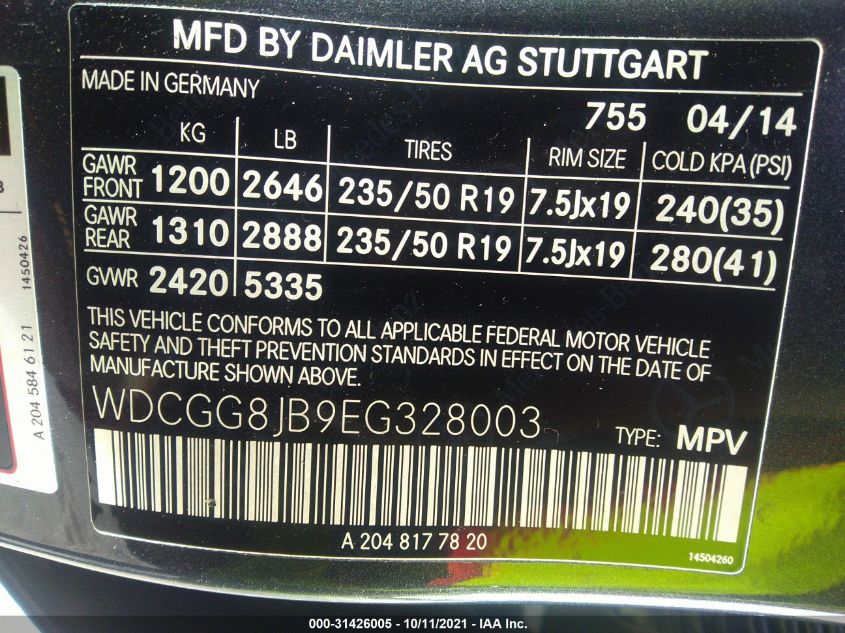 MFD BY DAIMLER AG STUTTGART
MADE IN GERMANY
755 04/14
KG LB TIRES RIM SIZE COLD KPA (PSI)
GAWR FRONT 1200 2646 235/50 R19 7.5Jx19 240(35)
GAWR REAR 1310 2888 235/50 R19 7.5Jx19 280(41)
GVWR 2420 5335
THIS VEHICLE CONFORMS TO ALL APPLICABLE FEDERAL MOTOR VEHICLE
SAFETY AND THEFT PREVENTION STANDARDS IN EFFECT ON THE DATE OF
MANUFACTURE SHOWN ABOVE.
WDCGG8JB9EG328003
TYPE: MPV
A 204 817 78 20
14504260
A 204 584 61 21 1450426
000-31426005 - 10/11/2021 - IAA Inc.